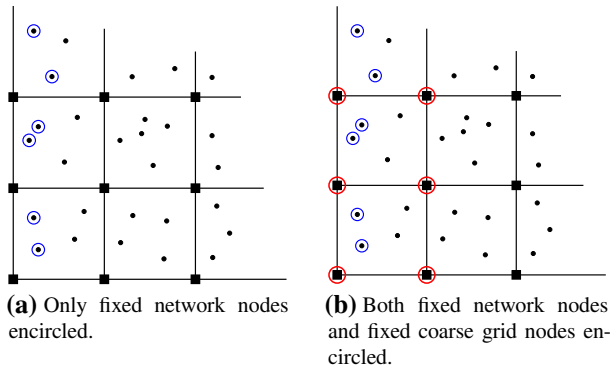 (a) Only fixed network nodes
encircled.
(b) Both fixed network nodes
and fixed coarse grid nodes en-
circled.